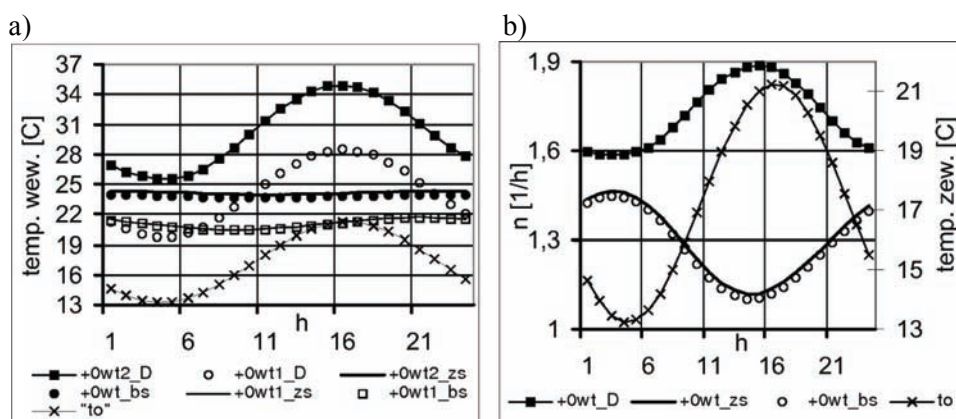 a)
temp. wew. [C]
37
34
31
28
25
22
19
16
13
1
6
11
16
21
h
+0wt2_D
+0wt1_D
+0wt2_zs
+0wt_bs
+0wt1_zs
+0wt1_bs
"to"
b)
n [1/h]
1,9
1,6
1,3
1
21
19
17
15
13
temp. zew. [C]
1
6
11
16
21
h
+0wt_D
+0wt_zs
+0wt_bs
to